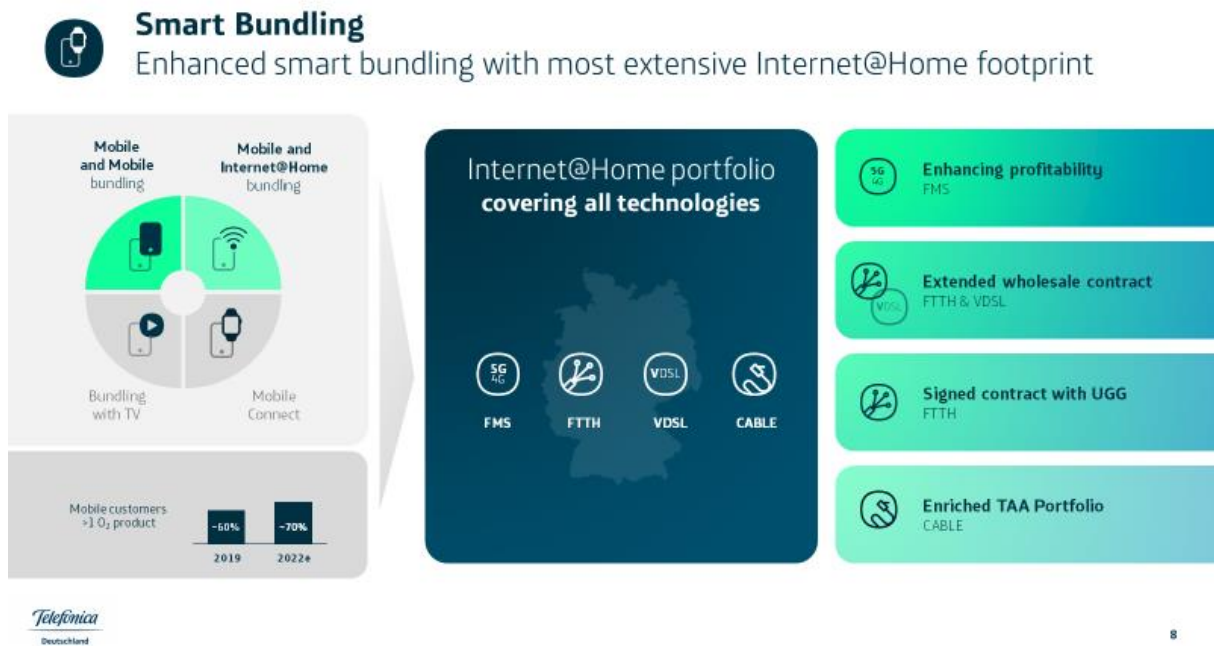 Smart Bundling
Enhanced smart bundling with most extensive Internet@Home footprint
Mobile
and Mobile
bundling
Mobile and
Internet@Home
bundling
Bundling
with TV
Mobile
Connect
Mobile customers
>1 O₂ product
~60%
~70%
2019
2022e
Internet@Home portfolio
covering all technologies
5G
4G
VDSL
FMS
FTTH
VDSL
CABLE
5G
4G
Enhancing profitability
FMS
VDSL
Extended wholesale contract
FTTH & VDSL
Signed contract with UGG
FTTH
Enriched TAA Portfolio
CABLE
Telefónica
Deutschland
8